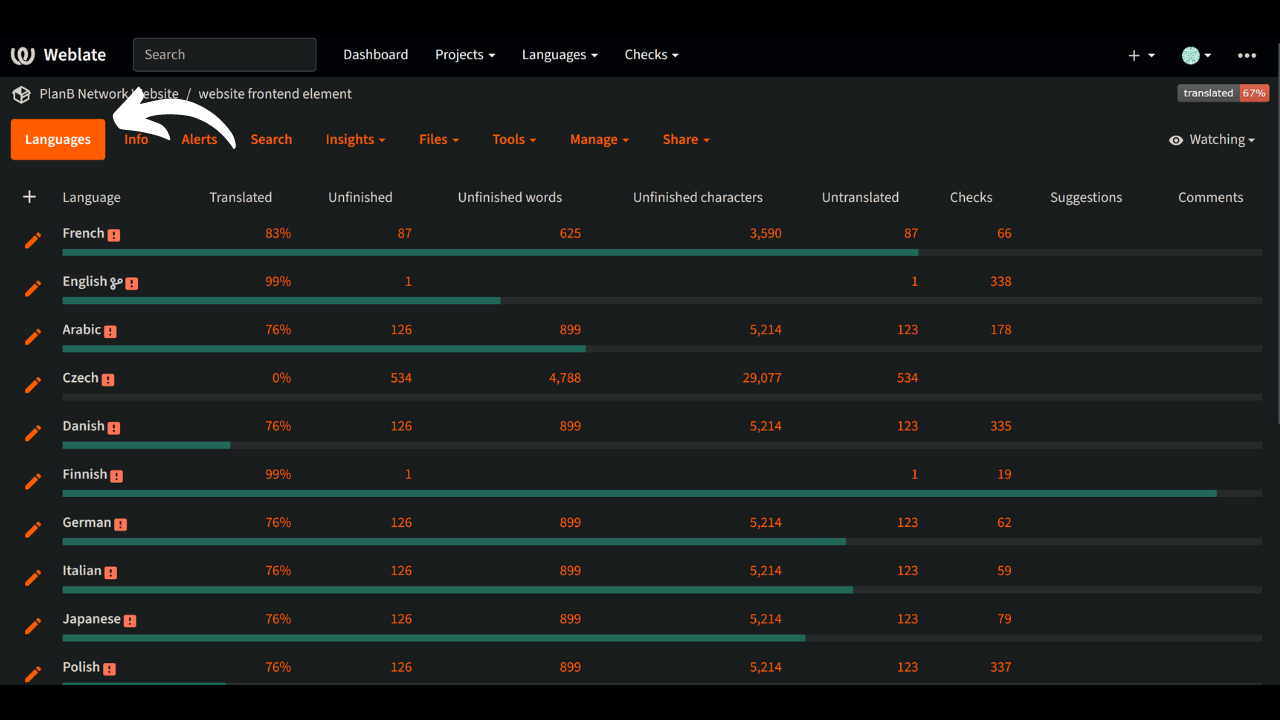 Weblate Search Dashboard Projects Languages Checks
PlanB Network Website / website frontend element translated 67%
Languages Info Alerts Search Insights Files Tools Manage Share Watching
Language Translated Unfinished Unfinished words Unfinished characters Untranslated Checks Suggestions Comments
French 83% 87 625 3,590 87 66
English 99% 1 1 338
Arabic 76% 126 899 5,214 123 178
Czech 0% 534 4,788 29,077 534
Danish 76% 126 899 5,214 123 335
Finnish 99% 1 1 19
German 76% 126 899 5,214 123 62
Italian 76% 126 899 5,214 123 59
Japanese 76% 126 899 5,214 123 79
Polish 76% 126 899 5,214 123 337